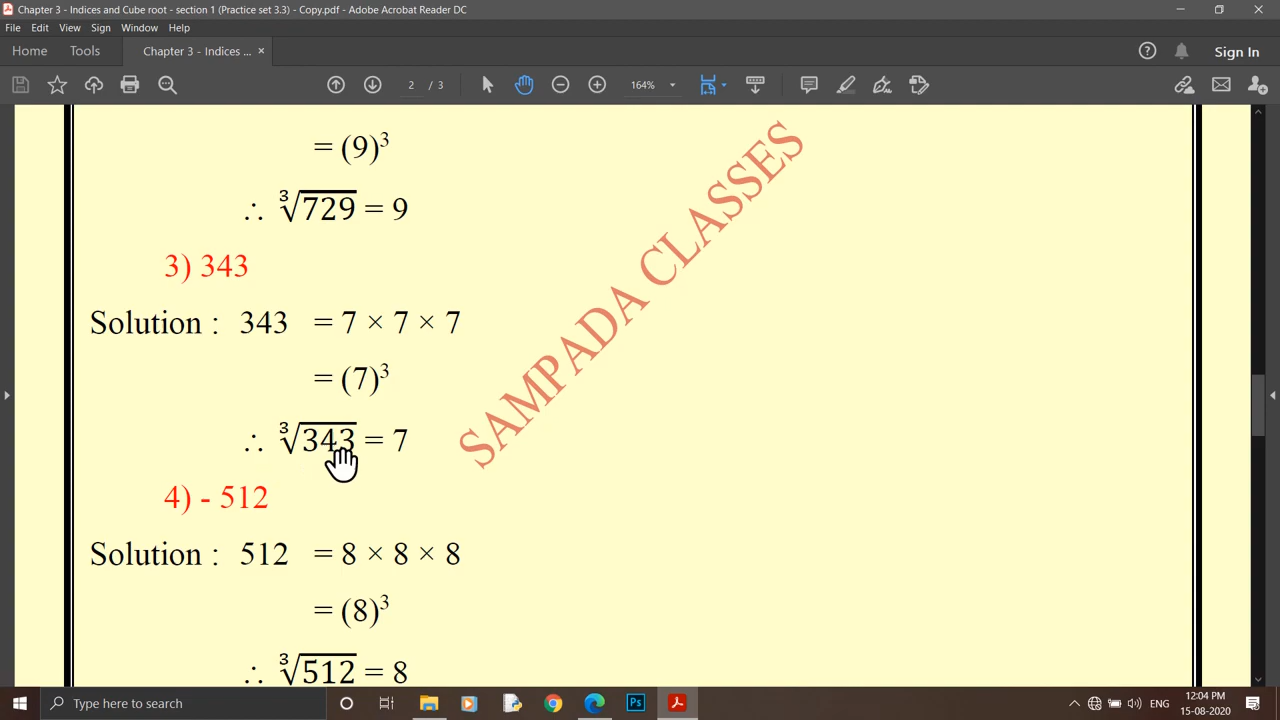 Chapter 3 - Indices and Cube root - section 1 (Practice set 3.3) - Copy.pdf - Adobe Acrobat Reader DC
File Edit View Sign Window Help
Home Tools Chapter 3 - Indices ... × Sign In
2 / 3 164%
= (9)³
∴ ∛729 = 9
3) 343
Solution : 343 = 7 × 7 × 7
= (7)³
∴ ∛343 = 7
4) - 512
Solution : 512 = 8 × 8 × 8
= (8)³
∴ ∛512 = 8
SAMPADA CLASSES
Type here to search
Ps
ENG
12:04 PM
15-08-2020